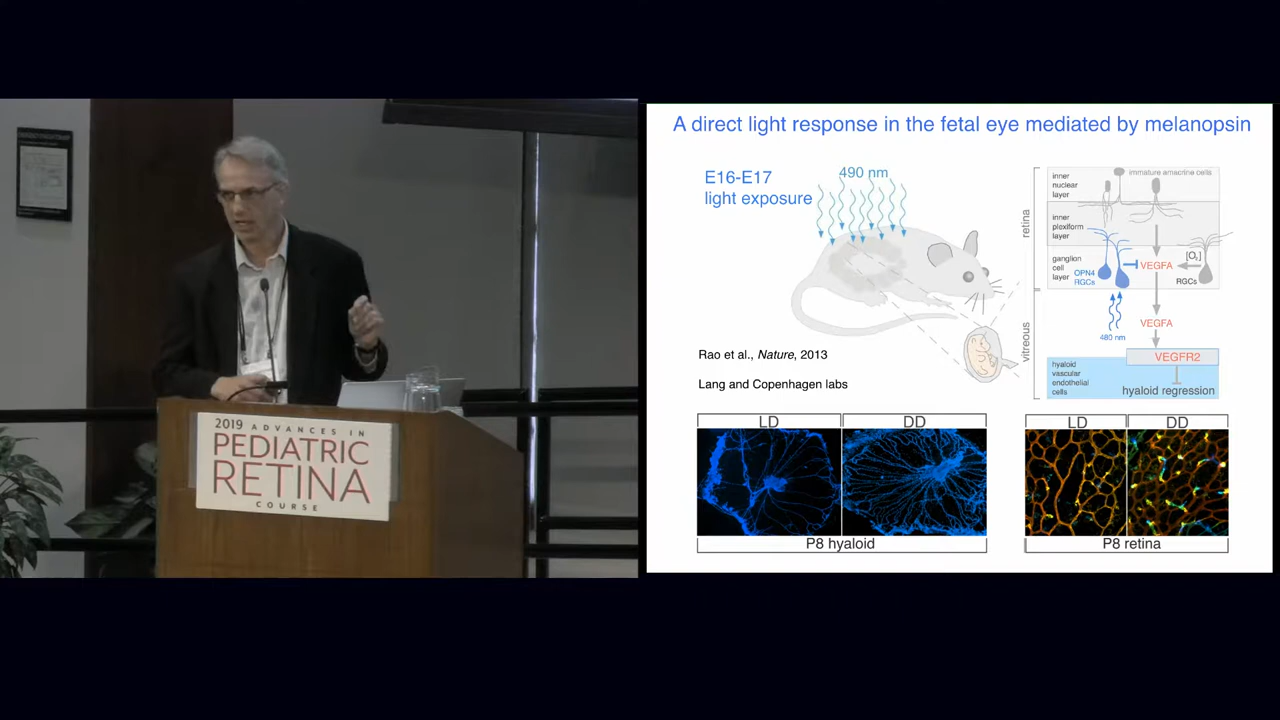 2019 ADVANCES IN
PEDIATRIC
RETINA
COURSE
A direct light response in the fetal eye mediated by melanopsin
E16-E17
light exposure
490 nm
Rao et al., Nature, 2013
Lang and Copenhagen labs
retina
vitreous
inner
nuclear
layer
immature amacrine cells
inner
plexiform
layer
ganglion
cell
layer
OPN4
RGCs
VEGFA
[O₂]
RGCs
480 nm
VEGFA
VEGFR2
hyaloid
vascular
endothelial
cells
hyaloid regression
LD
DD
P8 hyaloid
LD
DD
P8 retina